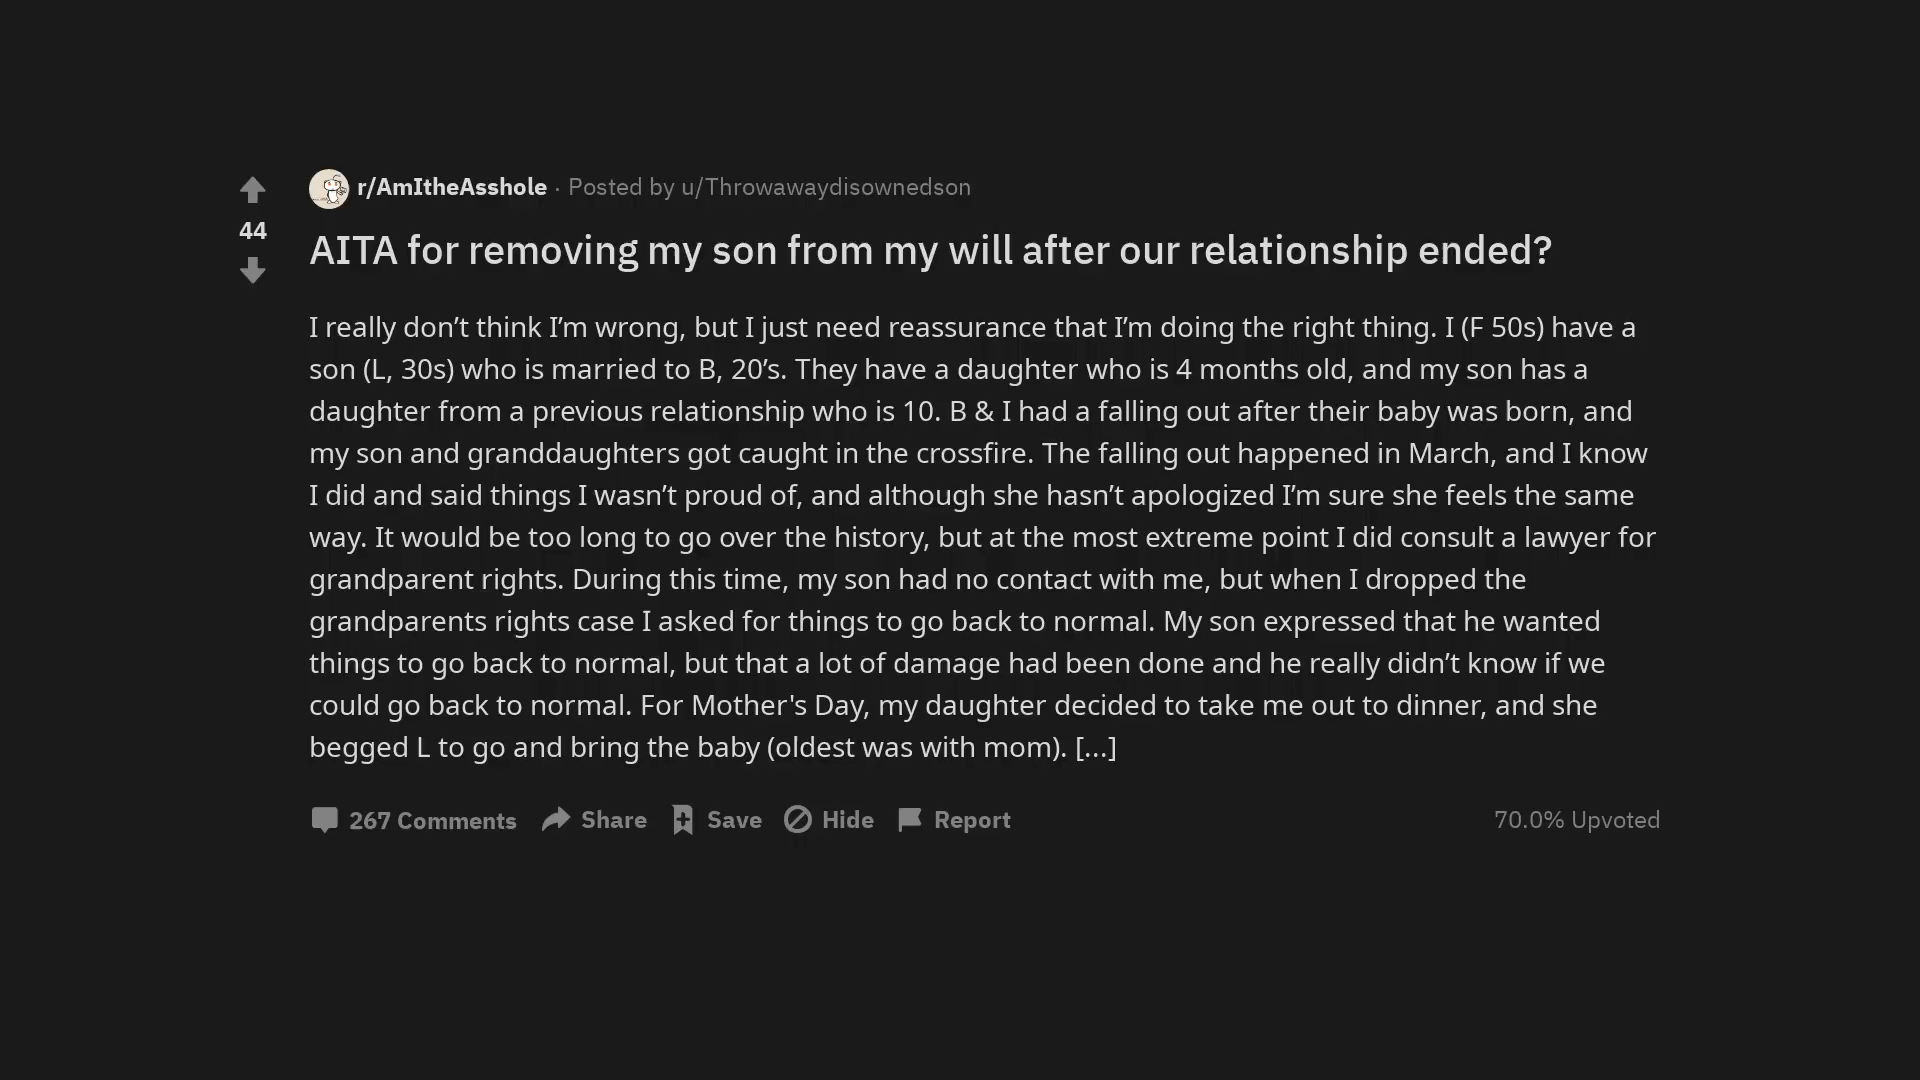 r/AmItheAsshole · Posted by u/Throwawaydisownedson
44
AITA for removing my son from my will after our relationship ended?
I really don’t think I’m wrong, but I just need reassurance that I’m doing the right thing. I (F 50s) have a
son (L, 30s) who is married to B, 20’s. They have a daughter who is 4 months old, and my son has a
daughter from a previous relationship who is 10. B & I had a falling out after their baby was born, and
my son and granddaughters got caught in the crossfire. The falling out happened in March, and I know
I did and said things I wasn’t proud of, and although she hasn’t apologized I’m sure she feels the same
way. It would be too long to go over the history, but at the most extreme point I did consult a lawyer for
grandparent rights. During this time, my son had no contact with me, but when I dropped the
grandparents rights case I asked for things to go back to normal. My son expressed that he wanted
things to go back to normal, but that a lot of damage had been done and he really didn’t know if we
could go back to normal. For Mother's Day, my daughter decided to take me out to dinner, and she
begged L to go and bring the baby (oldest was with mom). [...]
267 Comments Share Save Hide Report 70.0% Upvoted